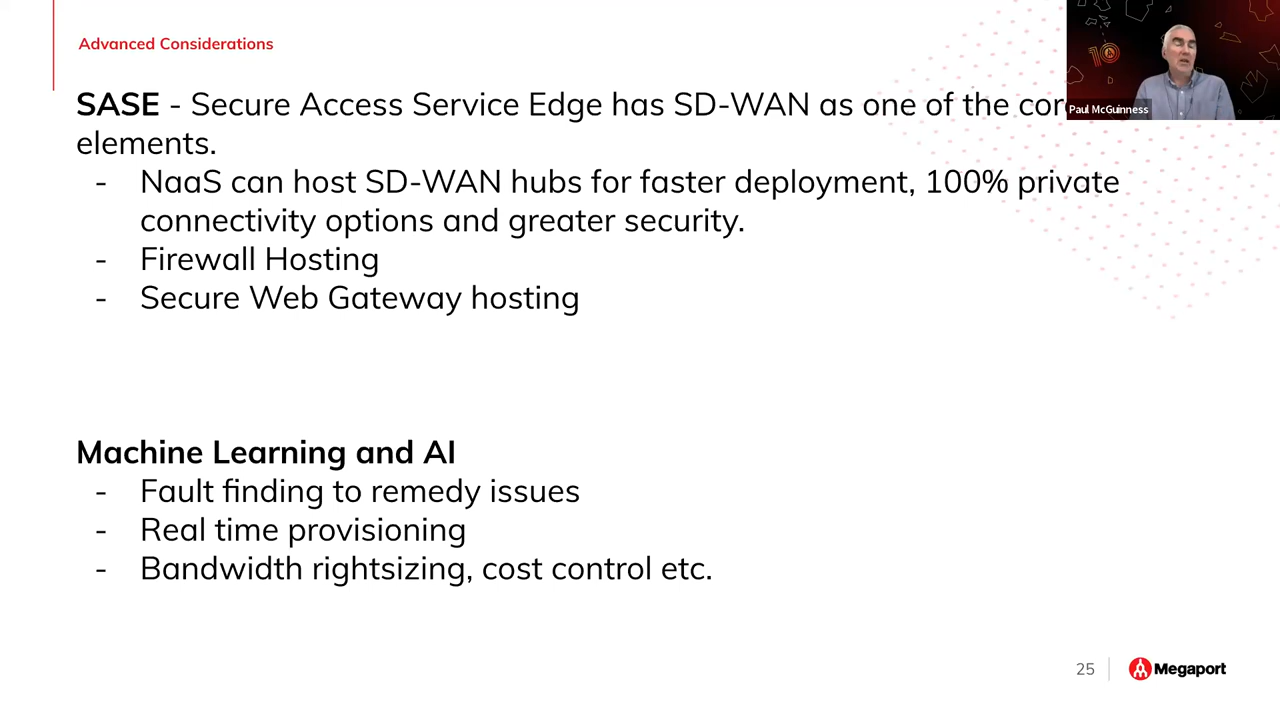 Advanced Considerations
10
Paul McGuinness
SASE - Secure Access Service Edge has SD-WAN as one of the
elements.
- NaaS can host SD-WAN hubs for faster deployment, 100% private
connectivity options and greater security.
- Firewall Hosting
- Secure Web Gateway hosting
Machine Learning and AI
- Fault finding to remedy issues
- Real time provisioning
- Bandwidth rightsizing, cost control etc.
25
Megaport